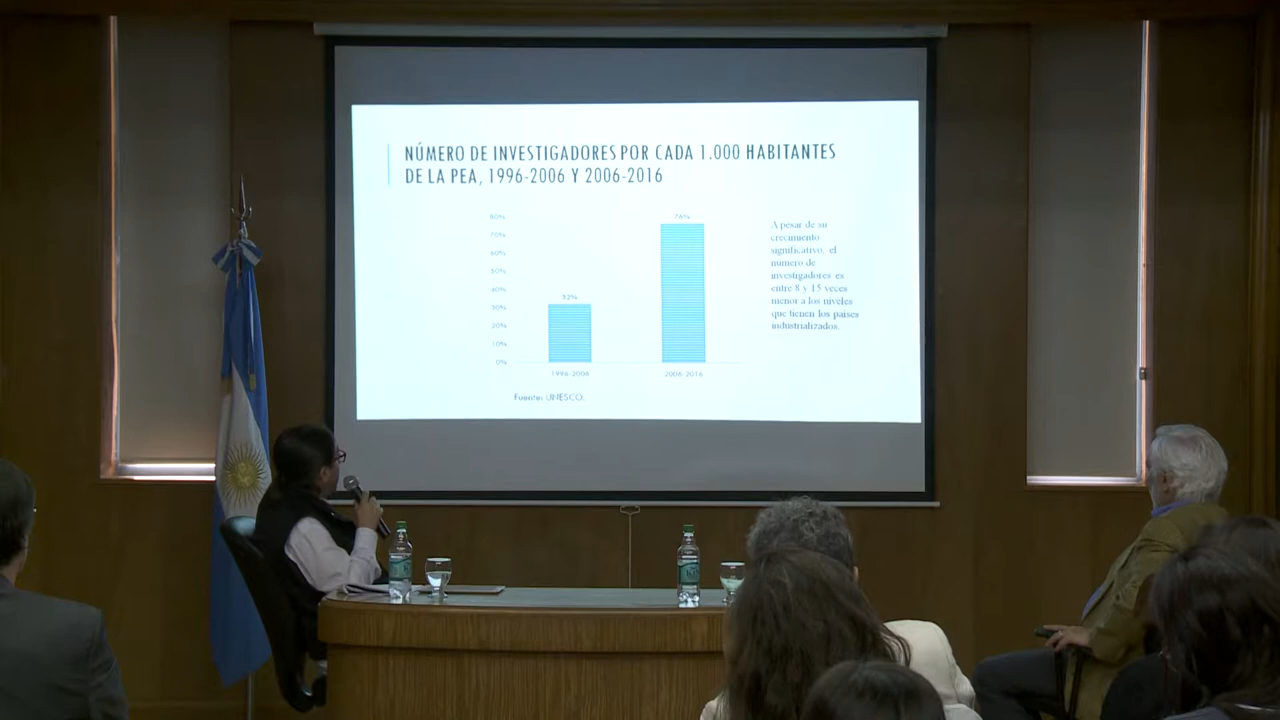 NÚMERO DE INVESTIGADORES POR CADA 1.000 HABITANTES
DE LA PEA, 1996-2006 Y 2006-2016
80%
70%
60%
50%
40%
30%
20%
10%
0%
32%
76%
1996-2006
2006-2016
A pesar de su
crecimiento
significativo, el
numero de
investigadores es
entre 8 y 15 veces
menor a los niveles
que tienen los países
industrializados.
Fuente: UNESCO.